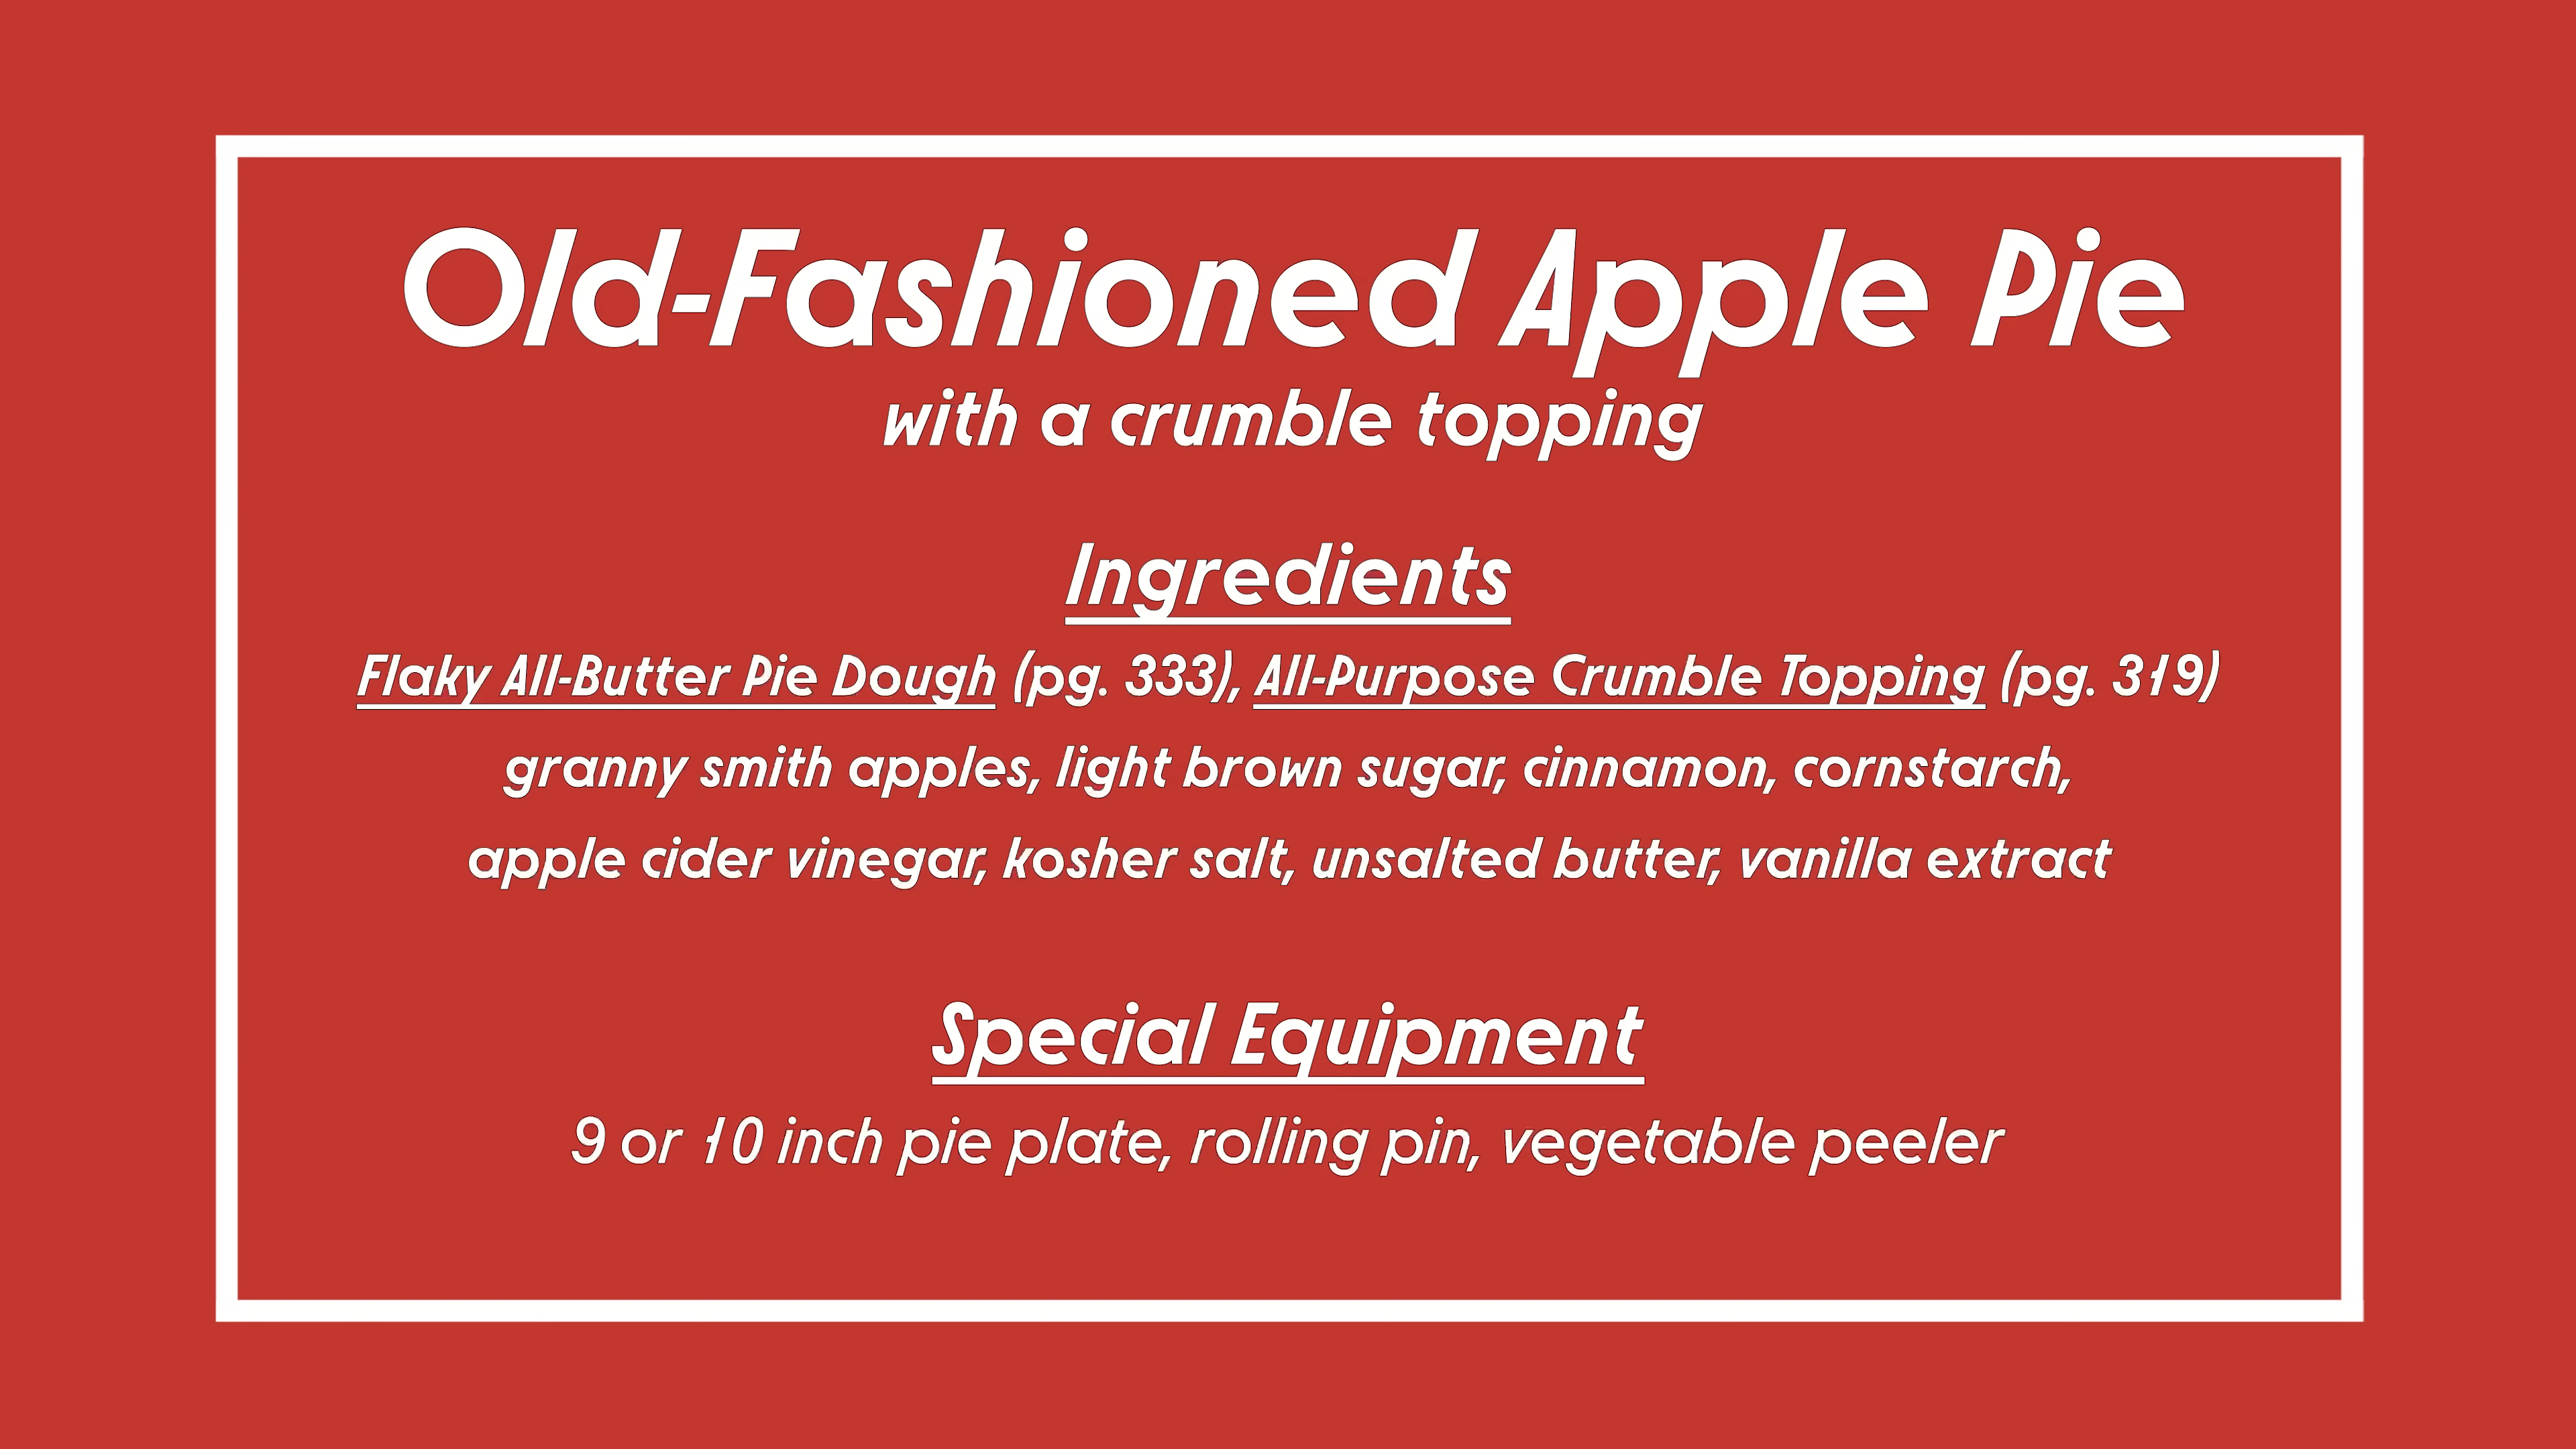 Old-Fashioned Apple Pie
with a crumble topping
Ingredients
Flaky All-Butter Pie Dough (pg. 333), All-Purpose Crumble Topping (pg. 319)
granny smith apples, light brown sugar, cinnamon, cornstarch,
apple cider vinegar, kosher salt, unsalted butter, vanilla extract
Special Equipment
9 or 10 inch pie plate, rolling pin, vegetable peeler